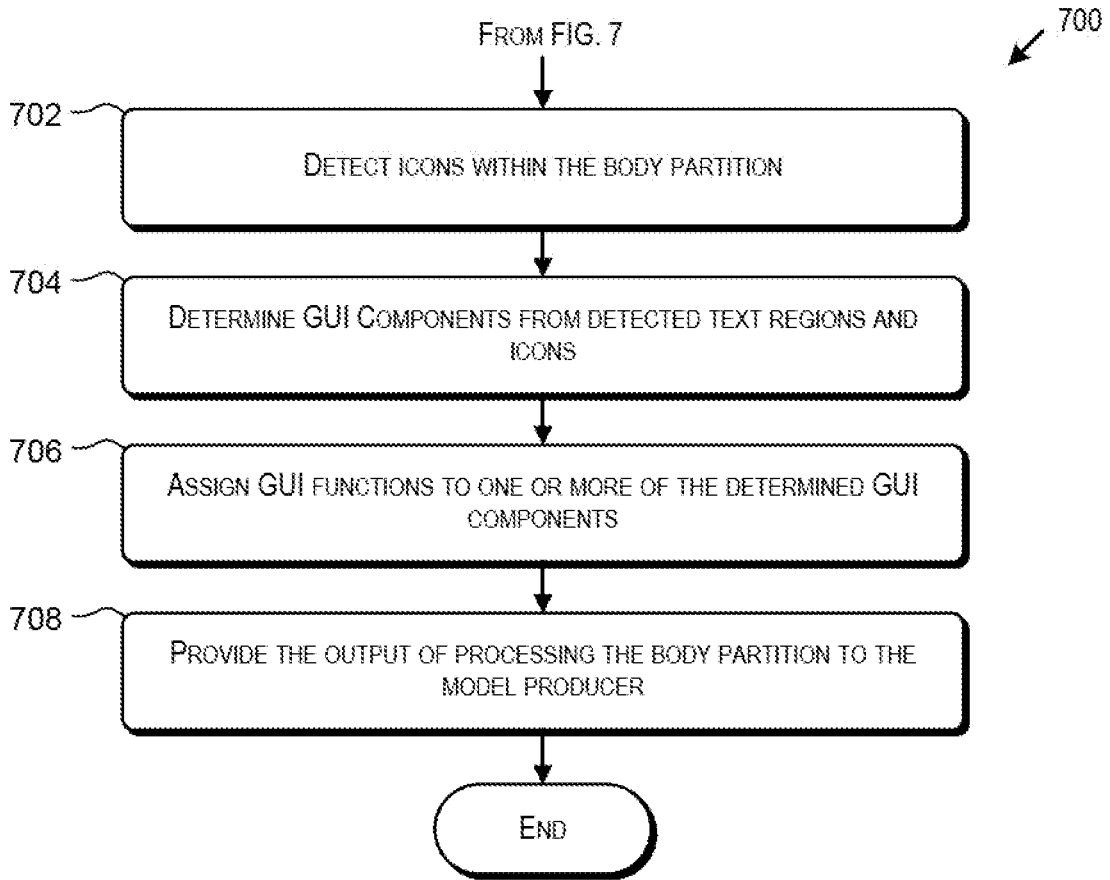 FROM FIG. 7
700
702
DETECT ICONS WITHIN THE BODY PARTITION
704
DETERMINE GUI COMPONENTS FROM DETECTED TEXT REGIONS AND
ICONS
706
ASSIGN GUI FUNCTIONS TO ONE OR MORE OF THE DETERMINED GUI
COMPONENTS
708
PROVIDE THE OUTPUT OF PROCESSING THE BODY PARTITION TO THE
MODEL PRODUCER
END